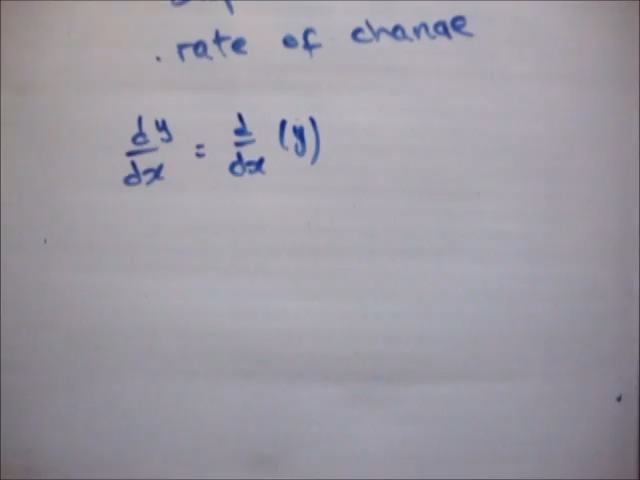 . rate of change
dy/dx = d/dx (y)